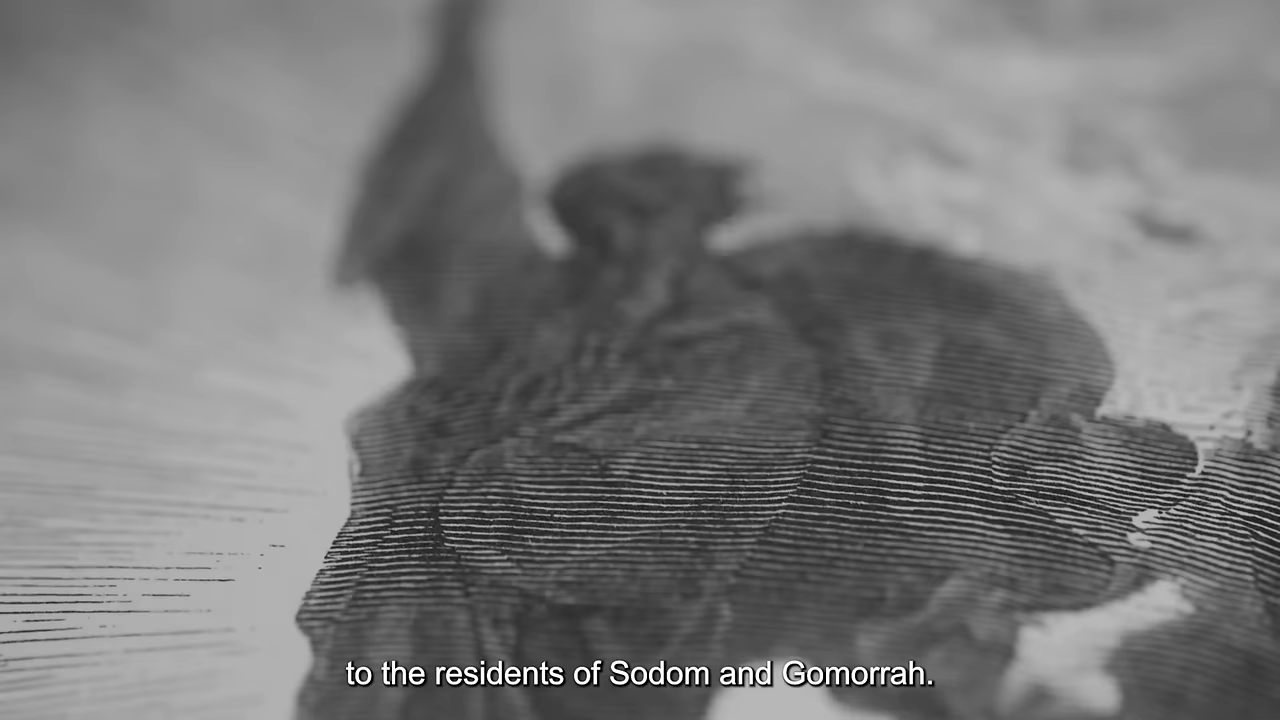 to the residents of Sodom and Gomorrah.